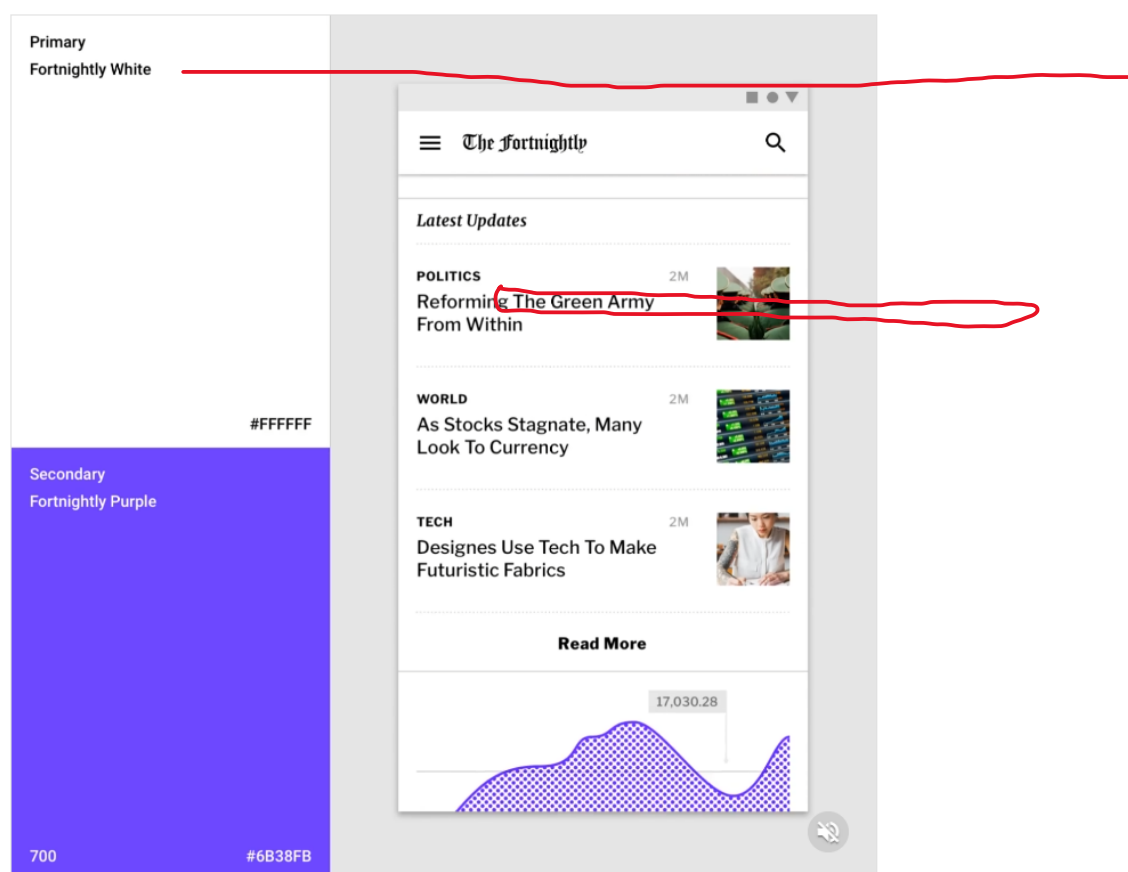 Primary
Fortnightly White
#FFFFFF
Secondary
Fortnightly Purple
700
#6B38FB
The Fortnightly
Latest Updates
POLITICS
2M
Reforming The Green Army
From Within
WORLD
2M
As Stocks Stagnate, Many
Look To Currency
TECH
2M
Designes Use Tech To Make
Futuristic Fabrics
Read More
17,030.28